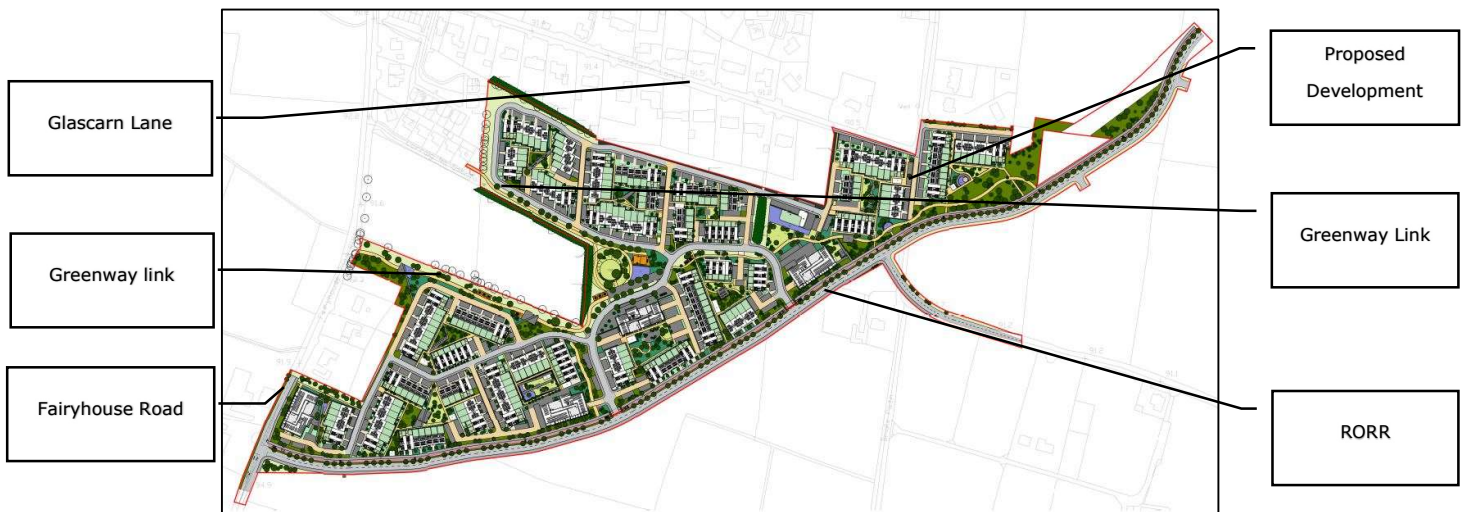 Glascarn Lane
Greenway link
Fairyhouse Road
Proposed
Development
Greenway Link
RORR